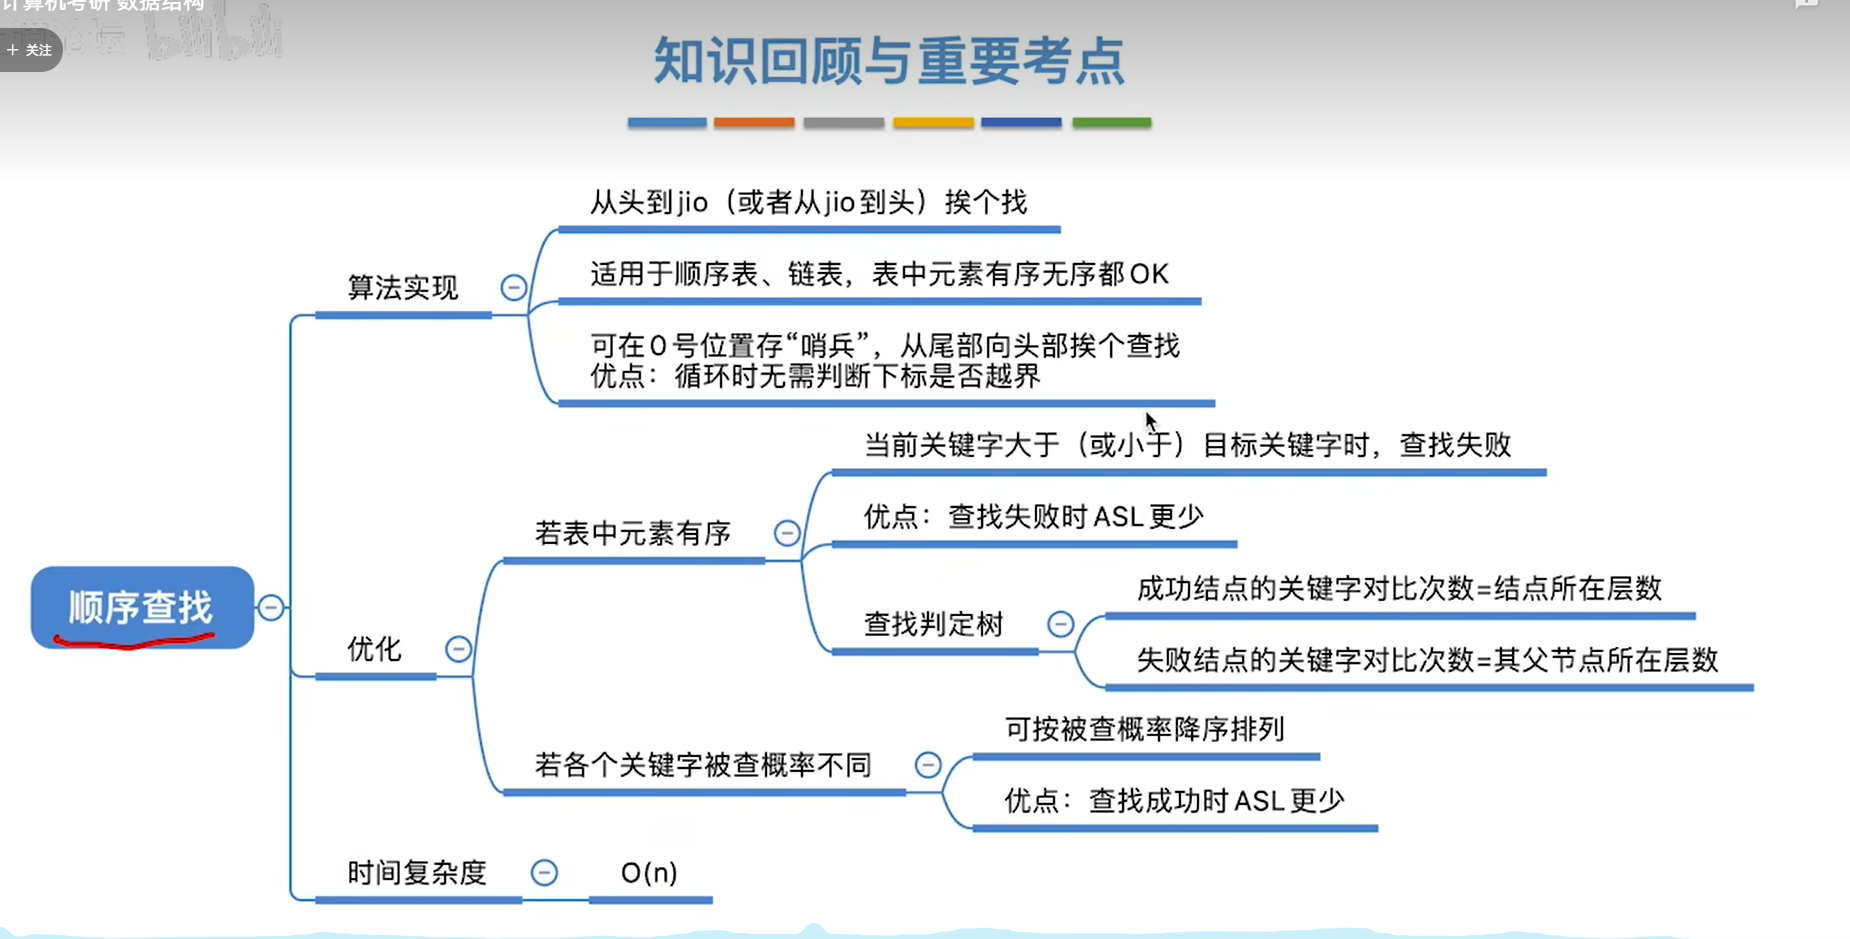 计算机考研 数据结构
+ 关注
bilibili
知识回顾与重要考点
从头到jio（或者从jio到头）挨个找
适用于顺序表、链表，表中元素有序无序都OK
算法实现
可在0号位置存“哨兵”，从尾部向头部挨个查找
优点：循环时无需判断下标是否越界
当前关键字大于（或小于）目标关键字时，查找失败
优点：查找失败时ASL更少
若表中元素有序
成功结点的关键字对比次数=结点所在层数
查找判定树
失败结点的关键字对比次数=其父节点所在层数
顺序查找
优化
可按被查概率降序排列
若各个关键字被查概率不同
优点：查找成功时ASL更少
时间复杂度
O(n)